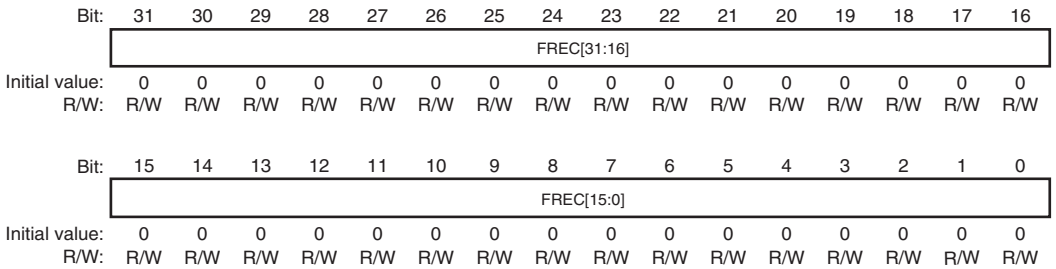 Bit: 31 30 29 28 27 26 25 24 23 22 21 20 19 18 17 16
FREC[31:16]
Initial value: 0 0 0 0 0 0 0 0 0 0 0 0 0 0 0 0
R/W: R/W R/W R/W R/W R/W R/W R/W R/W R/W R/W R/W R/W R/W R/W R/W R/W
Bit: 15 14 13 12 11 10 9 8 7 6 5 4 3 2 1 0
FREC[15:0]
Initial value: 0 0 0 0 0 0 0 0 0 0 0 0 0 0 0 0
R/W: R/W R/W R/W R/W R/W R/W R/W R/W R/W R/W R/W R/W R/W R/W R/W R/W